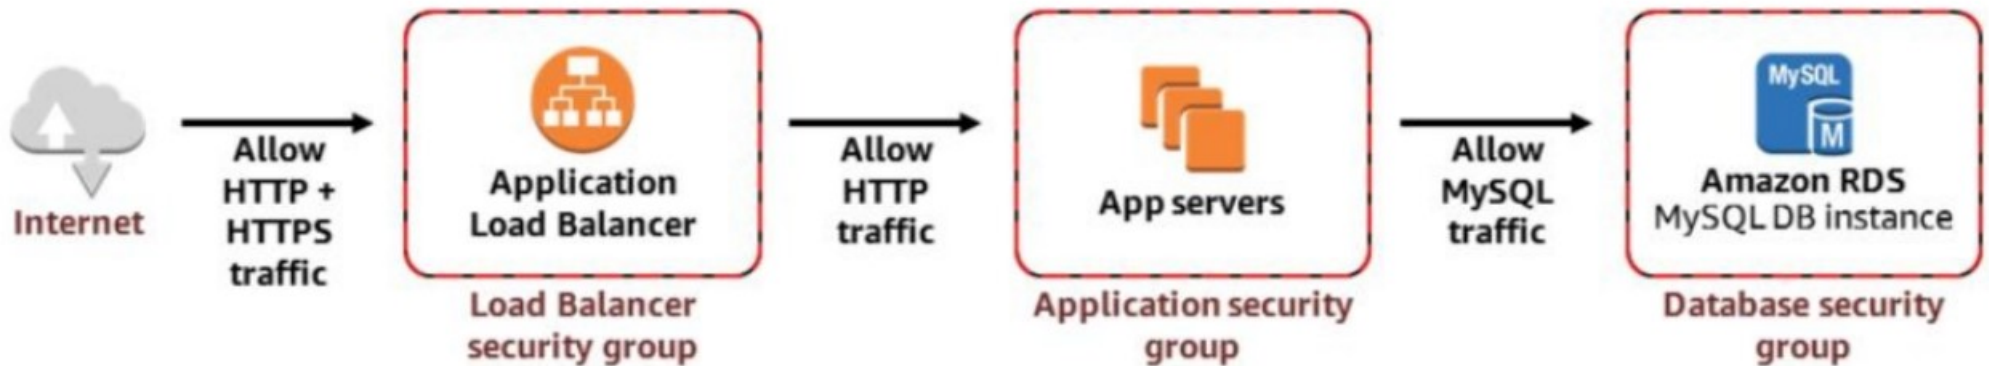 Internet
Allow
HTTP +
HTTPS
traffic
Application
Load Balancer
Load Balancer
security group
Allow
HTTP
traffic
App servers
Application security
group
Allow
MySQL
traffic
MySQL
M
Amazon RDS
MySQL DB instance
Database security
group